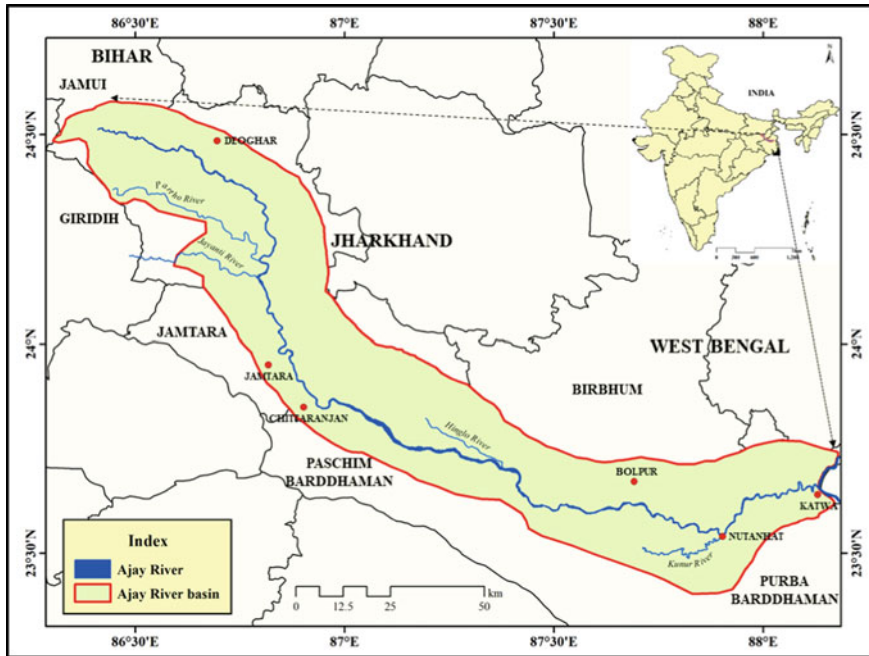 86°30'E
87°E
87°30'E
88°E
BIHAR
JAMUI
N
INDIA
24°30'N
24°30'N
DEOGHAR
Parho River
GIRIDIH
Jayanti River
JHARKHAND
24°N
24°N
JAMTARA
WEST BENGAL
JAMTARA
BIRBHUM
CHITTARANJAN
Hinglo River
PASCHIM
BARDDHAMAN
BOLPUR
KATWA
NUTANHAT
Kunur River
23°30'N
23°30'N
Index
Ajay River
Ajay River basin
km
0
12.5
25
50
PURBA
BARDDHAMAN
86°30'E
87°E
87°30'E
88°E